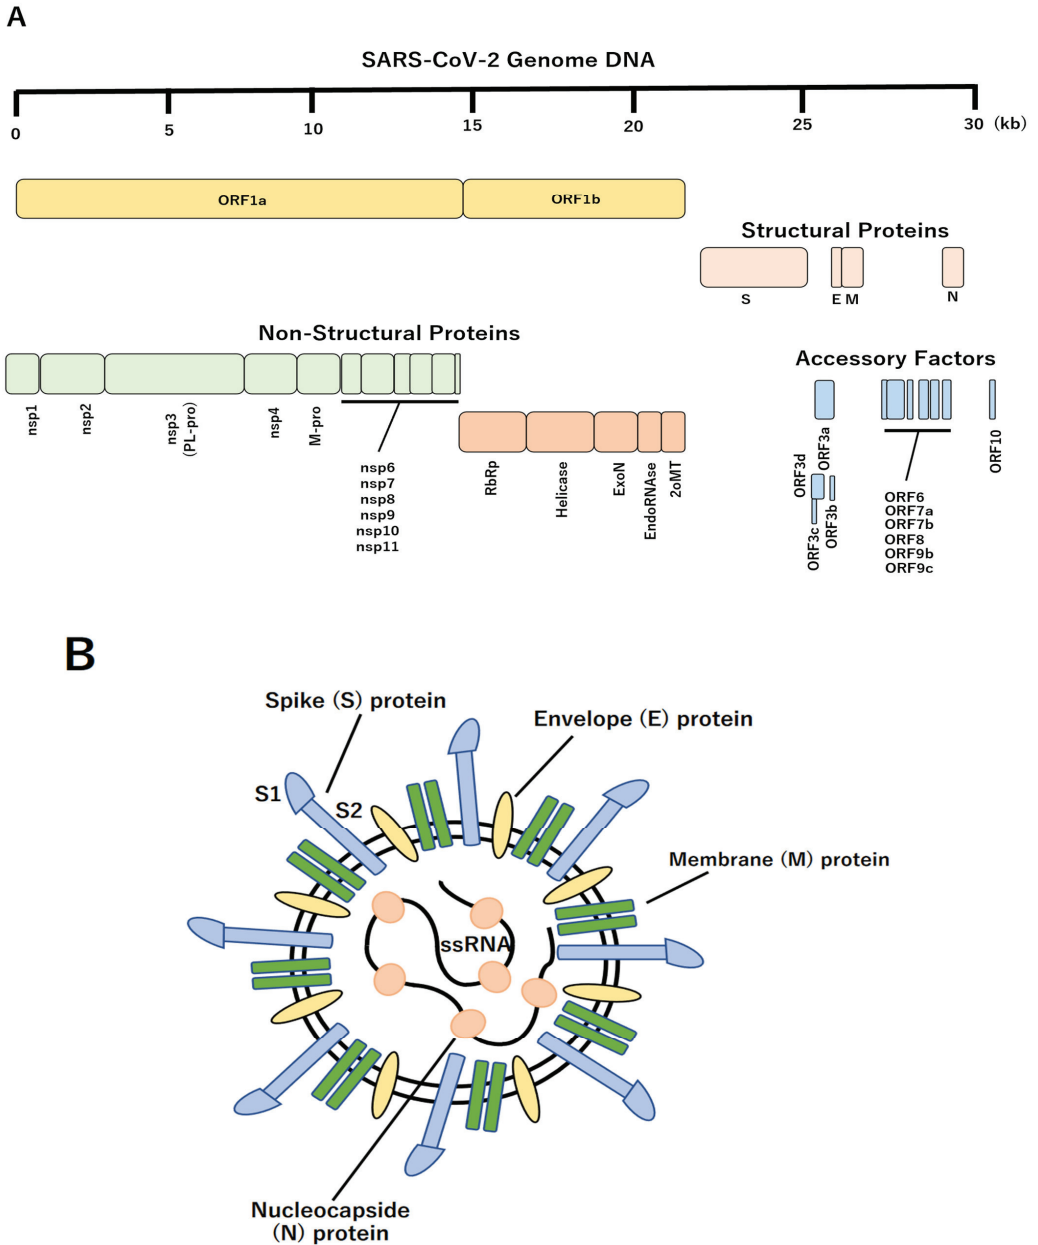 A
SARS-CoV-2 Genome DNA
0 5 10 15 20 25 30 (kb)
ORF1a ORF1b
Structural Proteins
S E M N
Non-Structural Proteins
nsp1
nsp2
nsp3
(PL-pro)
nsp4
M-pro
nsp6
nsp7
nsp8
nsp9
nsp10
nsp11
RbRp
Helicase
ExoN
EndoRNAse
2oMT
Accessory Factors
ORF3d
ORF3a
ORF3c
ORF3b
ORF6
ORF7a
ORF7b
ORF8
ORF9b
ORF9c
ORF10
B
Spike (S) protein
Envelope (E) protein
S1
S2
Membrane (M) protein
ssRNA
Nucleocapside
(N) protein